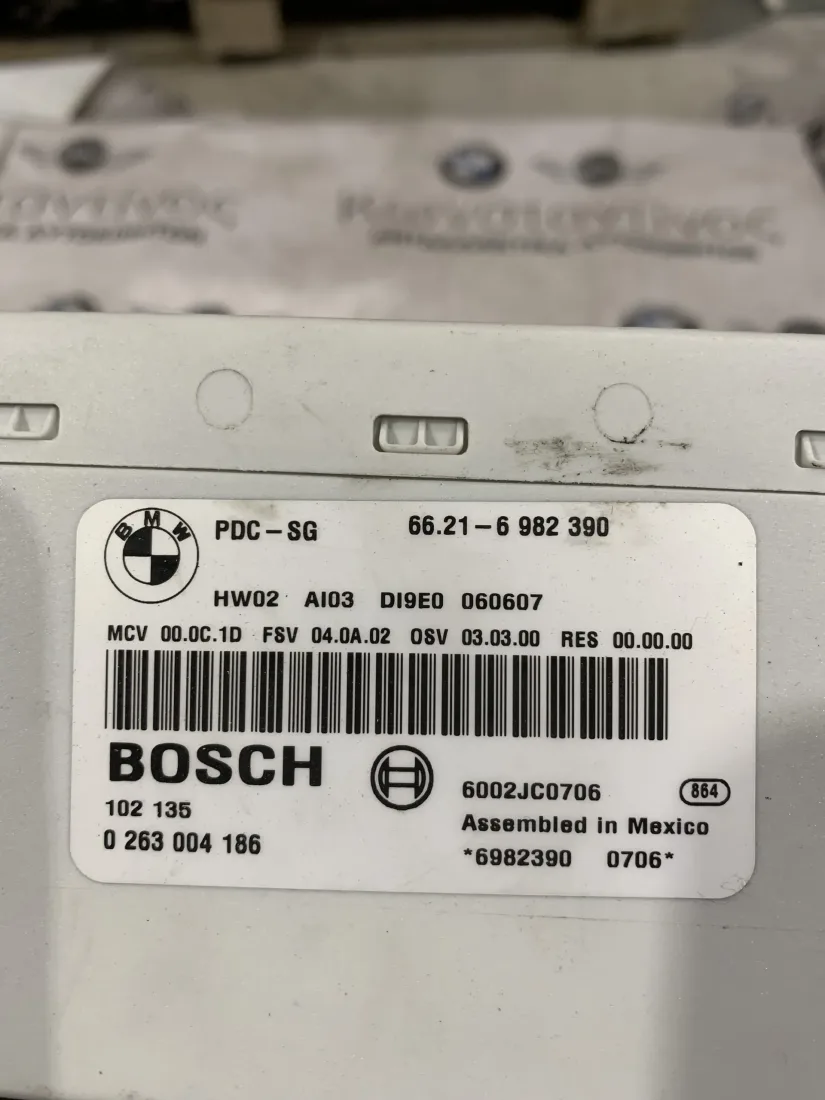 BMW
PDC-SG 66.21-6 982 390
HW02 AI03 DI9E0 060607
MCV 00.0C.1D FSV 04.0A.02 OSV 03.03.00 RES 00.00.00
BOSCH
102 135
0 263 004 186
6002JC0706 864
Assembled in Mexico
*6982390 0706*